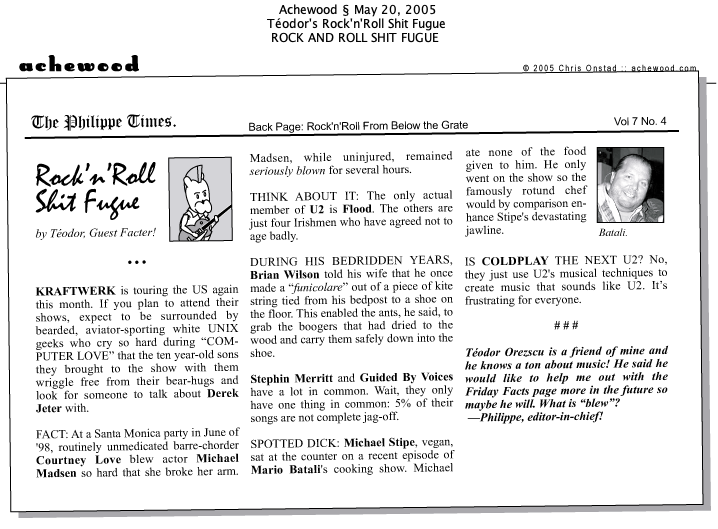 Achewood § May 20, 2005
Téodor's Rock'n'Roll Shit Fugue
ROCK AND ROLL SHIT FUGUE
achewood
© 2005 Chris Onstad :: achewood.com
The Philippe Times.
Back Page: Rock'n'Roll From Below the Grate
Vol 7 No. 4
Rock'n'Roll
Shit Fugue
by Téodor, Guest Facter!
• • •
KRAFTWERK is touring the US again
this month. If you plan to attend their
shows, expect to be surrounded by
bearded, aviator-sporting white UNIX
geeks who cry so hard during “COM-
PUTER LOVE” that the ten year-old sons
they brought to the show with them
wriggle free from their bear-hugs and
look for someone to talk about Derek
Jeter with.
FACT: At a Santa Monica party in June of
'98, routinely unmedicated barre-chorder
Courtney Love blew actor Michael
Madsen so hard that she broke her arm.
Madsen, while uninjured, remained
seriously blown for several hours.
THINK ABOUT IT: The only actual
member of U2 is Flood. The others are
just four Irishmen who have agreed not to
age badly.
DURING HIS BEDRIDDEN YEARS,
Brian Wilson told his wife that he once
made a “funicolare” out of a piece of kite
string tied from his bedpost to a shoe on
the floor. This enabled the ants, he said, to
grab the boogers that had dried to the
wood and carry them safely down into the
shoe.
Stephin Merritt and Guided By Voices
have a lot in common. Wait, they only
have one thing in common: 5% of their
songs are not complete jag-off.
SPOTTED DICK: Michael Stipe, vegan,
sat at the counter on a recent episode of
Mario Batali's cooking show. Michael
ate none of the food
given to him. He only
went on the show so the
famously rotund chef
would by comparison en-
hance Stipe's devastating
jawline.
Batali.
IS COLDPLAY THE NEXT U2? No,
they just use U2's musical techniques to
create music that sounds like U2. It's
frustrating for everyone.
# # #
Téodor Orezscu is a friend of mine and
he knows a ton about music! He said he
would like to help me out with the
Friday Facts page more in the future so
maybe he will. What is “blew”?
—Philippe, editor-in-chief!